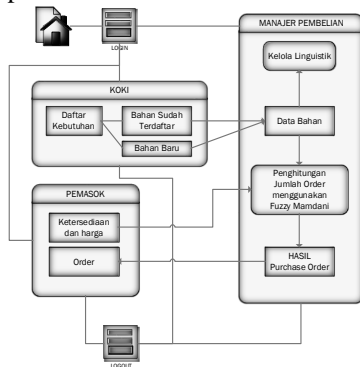 MANAJER PEMBELIAN
LOGIN
Kelola Linguistik
KOKI
Daftar
Kebutuhan
Bahan Sudah
Terdaftar
Bahan Baru
Data Bahan
PEMASOK
Ketersediaan
dan harga
Order
Penghitungan
Jumlah Order
menggunakan
Fuzzy Mamdani
HASIL
Purchase Order
LOGOUT